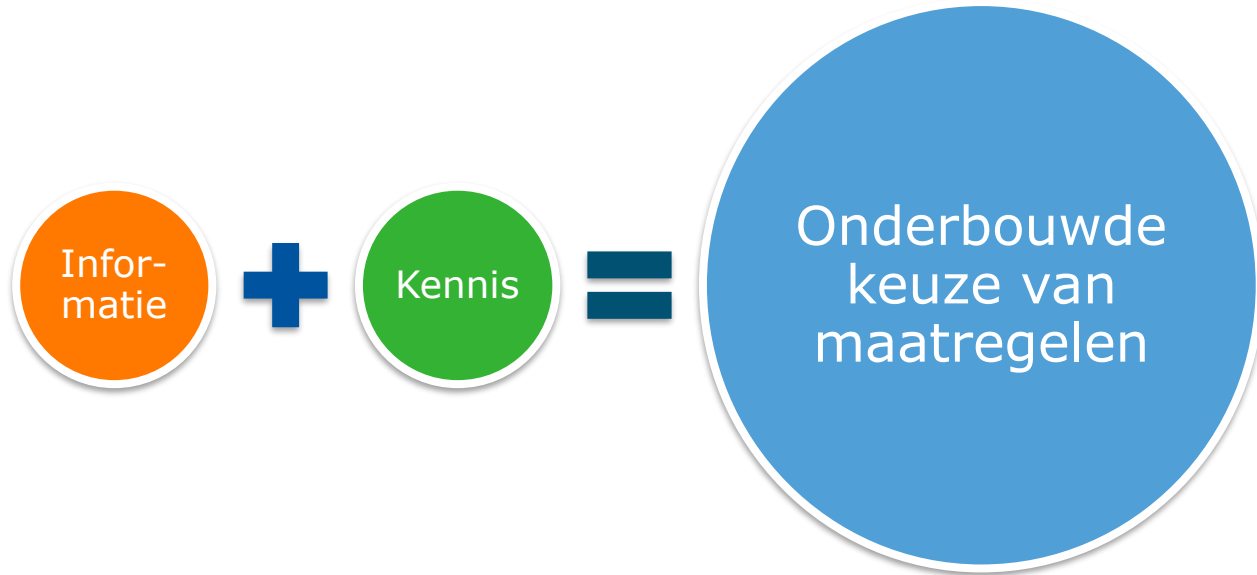 Infor-
matie
Kennis
Onderbouwde
keuze van
maatregelen